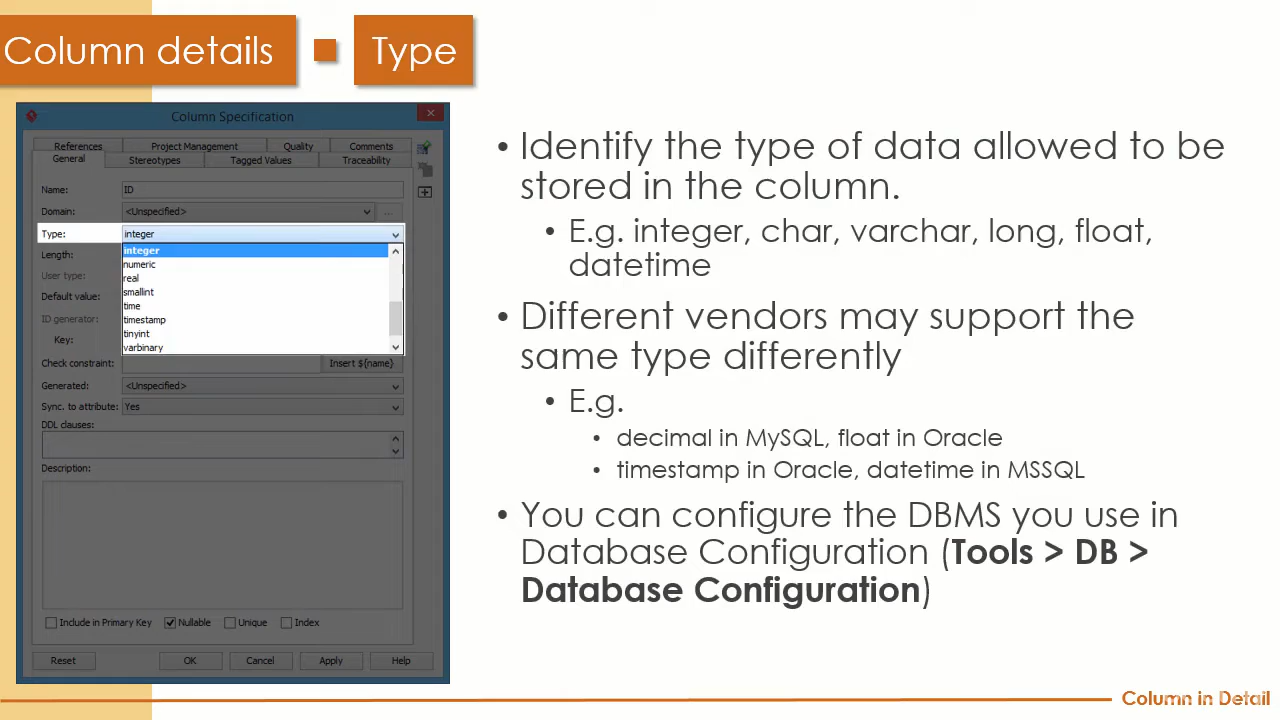 Column details ■ Type
Column Specification
References Project Management Quality Comments
General Stereotypes Tagged Values Traceability
Name: ID
Domain: <Unspecified> ...
Type: integer
Length:
User type:
Default value:
ID generator:
Key:
integer
numeric
real
smallint
time
timestamp
tinyint
varbinary
Check constraint: Insert ${name}
Generated: <Unspecified>
Sync. to attribute: Yes
DDL clauses:
Description:
Include in Primary Key Nullable Unique Index
Reset OK Cancel Apply Help
• Identify the type of data allowed to be
stored in the column.
• E.g. integer, char, varchar, long, float,
datetime
• Different vendors may support the
same type differently
• E.g.
• decimal in MySQL, float in Oracle
• timestamp in Oracle, datetime in MSSQL
• You can configure the DBMS you use in
Database Configuration (Tools > DB >
Database Configuration)
Column in Detail